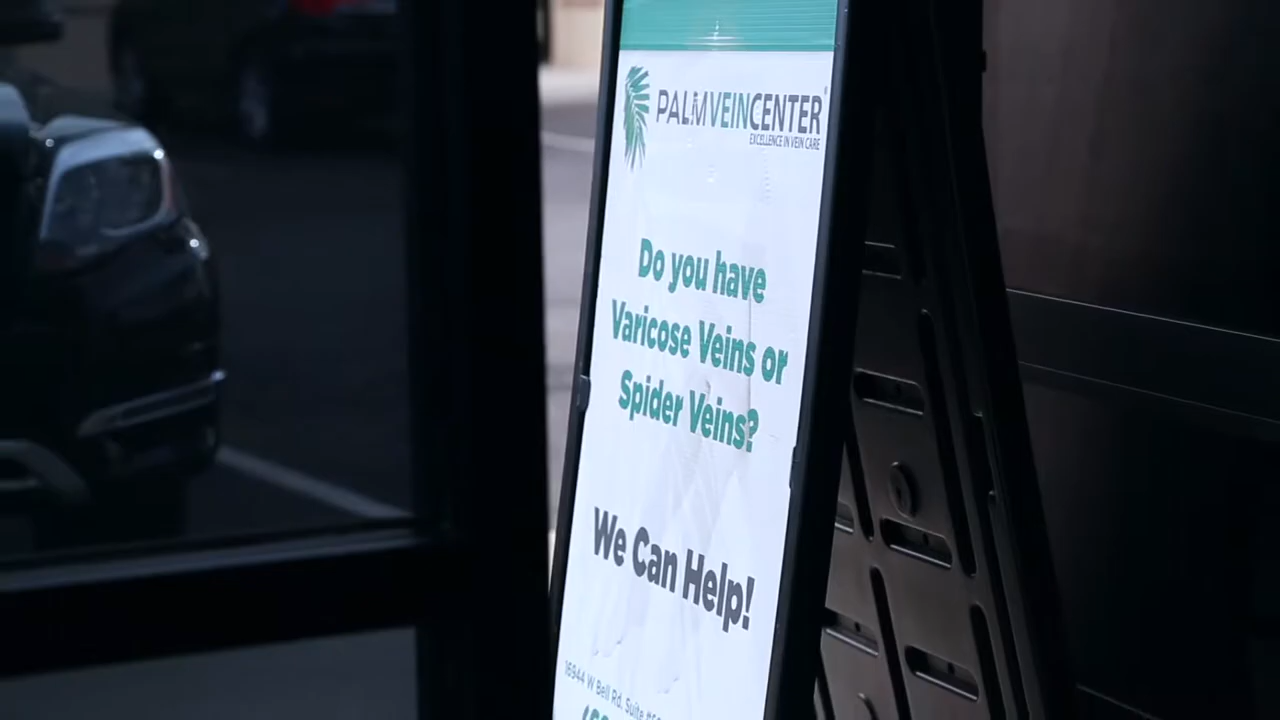 PALMVEINCENTER
EXCELLENCE IN VEIN CARE
Do you have
Varicose Veins or
Spider Veins?
We Can Help!
16944 W Bell Rd. Suite